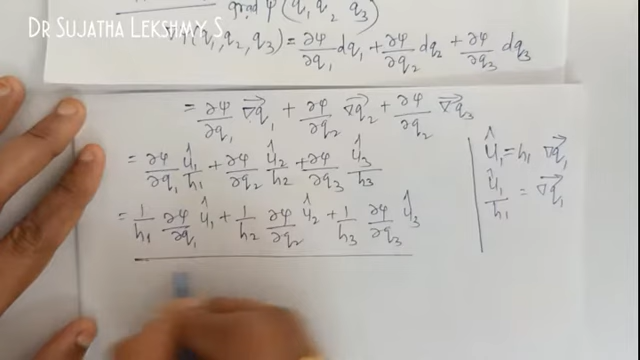 grad ψ (q₁ q₂ q₃)
DR SUJATHA LEKSHMY S
∇ψ(q₁, q₂, q₃) = ∂ψ/∂q₁ dq₁ + ∂ψ/∂q₂ dq₂ + ∂ψ/∂q₃ dq₃
= ∂ψ/∂q₁ ∇⃗q₁ + ∂ψ/∂q₂ ∇⃗q₂ + ∂ψ/∂q₂ ∇⃗q₃
= ∂ψ/∂q₁ û₁/h₁ + ∂ψ/∂q₂ û₂/h₂ + ∂ψ/∂q₃ û₃/h₃
= 1/h₁ ∂ψ/∂q₁ û₁ + 1/h₂ ∂ψ/∂q₂ û₂ + 1/h₃ ∂ψ/∂q₃ û₃
û₁ = h₁ ∇⃗q₁
û₁/h₁ = ∇⃗q₁